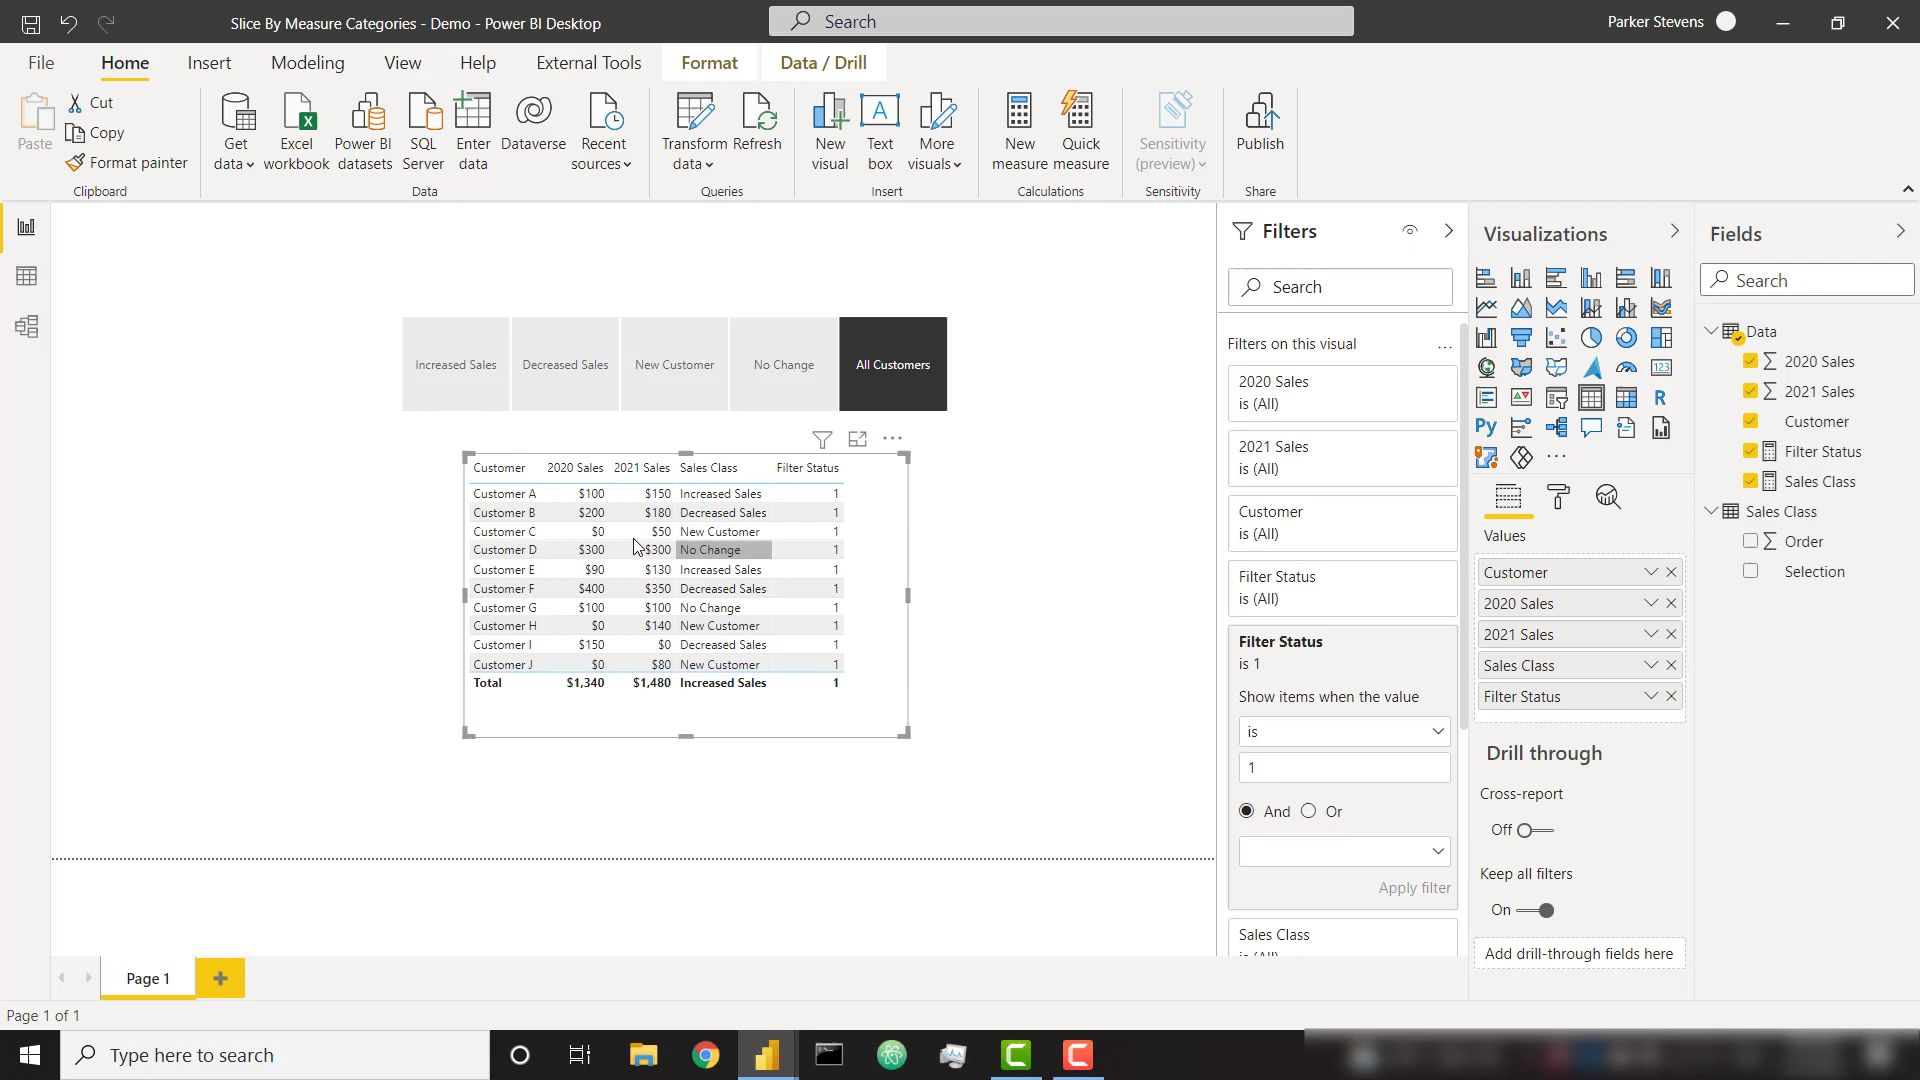 Slice By Measure Categories - Demo - Power BI Desktop
Search
Parker Stevens
File Home Insert Modeling View Help External Tools Format Data / Drill
Paste
Cut
Copy
Format painter
Clipboard
Get data
Excel workbook
Power BI datasets
SQL Server
Enter data
Dataverse
Recent sources
Data
Transform data
Refresh
Queries
New visual
Text box
More visuals
Insert
New measure
Quick measure
Calculations
Sensitivity (preview)
Sensitivity
Publish
Share
Increased Sales Decreased Sales New Customer No Change All Customers
Customer 2020 Sales 2021 Sales Sales Class Filter Status
Customer A $100 $150 Increased Sales 1
Customer B $200 $180 Decreased Sales 1
Customer C $0 $50 New Customer 1
Customer D $300 $300 No Change 1
Customer E $90 $130 Increased Sales 1
Customer F $400 $350 Decreased Sales 1
Customer G $100 $100 No Change 1
Customer H $0 $140 New Customer 1
Customer I $150 $0 Decreased Sales 1
Customer J $0 $80 New Customer 1
Total $1,340 $1,480 Increased Sales 1
Filters
Search
Filters on this visual
2020 Sales
is (All)
2021 Sales
is (All)
Customer
is (All)
Filter Status
is (All)
Filter Status
is 1
Show items when the value
is
1
And Or
Apply filter
Sales Class
is (All)
Visualizations
123
R
Py
Values
Customer
2020 Sales
2021 Sales
Sales Class
Filter Status
Drill through
Cross-report
Off
Keep all filters
On
Add drill-through fields here
Fields
Search
Data
2020 Sales
2021 Sales
Customer
Filter Status
Sales Class
Sales Class
Order
Selection
Page 1
Page 1 of 1
Type here to search